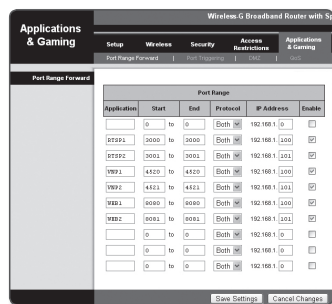 Wireless-G Broadband Router with Sp
Applications & Gaming
Setup Wireless Security Access Restrictions Applications & Gaming
Port Range Forward | Port Triggering | DMZ | QoS
Port Range Forward
Port Range
Application Start End Protocol IP Address Enable
0 to 0 Both 192.168.1. 0
RTSP1 3000 to 3000 Both 192.168.1. 100
RTSP2 3001 to 3001 Both 192.168.1. 101
VNP1 4520 to 4520 Both 192.168.1. 100
VNP2 4521 to 4521 Both 192.168.1. 101
WEB1 8080 to 8080 Both 192.168.1. 100
WEB2 8081 to 8081 Both 192.168.1. 101
0 to 0 Both 192.168.1. 0
0 to 0 Both 192.168.1. 0
0 to 0 Both 192.168.1. 0
Save Settings Cancel Changes